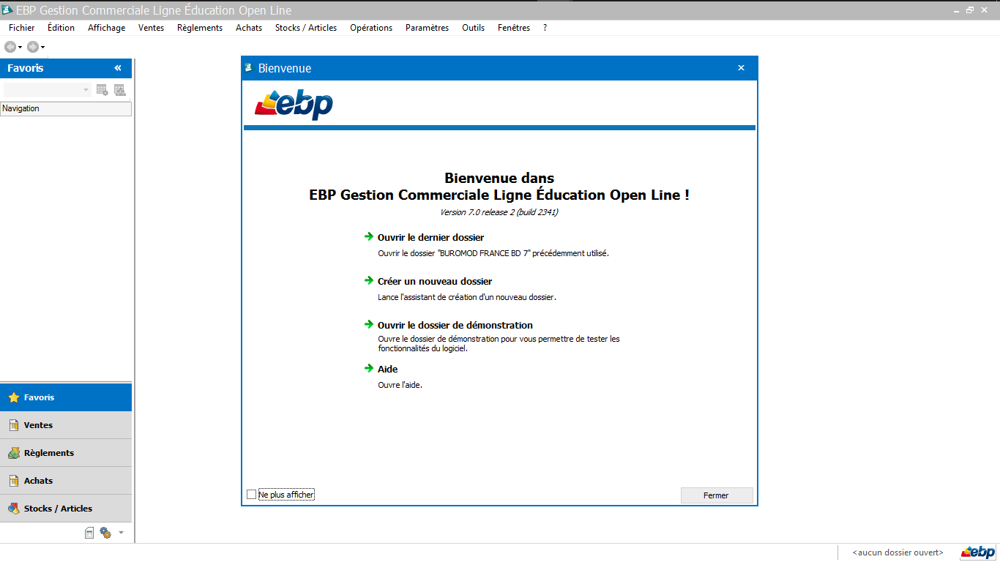 EBP Gestion Commerciale Ligne Éducation Open Line
Fichier Édition Affichage Ventes Règlements Achats Stocks / Articles Opérations Paramètres Outils Fenêtres ?
Favoris «
Navigation
Bienvenue
ebp
Bienvenue dans
EBP Gestion Commerciale Ligne Éducation Open Line !
Version 7.0 release 2 (build 2341)
Ouvrir le dernier dossier
Ouvrir le dossier "BUROMOD FRANCE BD 7" précédemment utilisé.
Créer un nouveau dossier
Lance l'assistant de création d'un nouveau dossier.
Ouvrir le dossier de démonstration
Ouvre le dossier de démonstration pour vous permettre de tester les
fonctionnalités du logiciel.
Aide
Ouvre l'aide.
Ne plus afficher
Fermer
Favoris
Ventes
Règlements
Achats
Stocks / Articles
<aucun dossier ouvert>
ebp